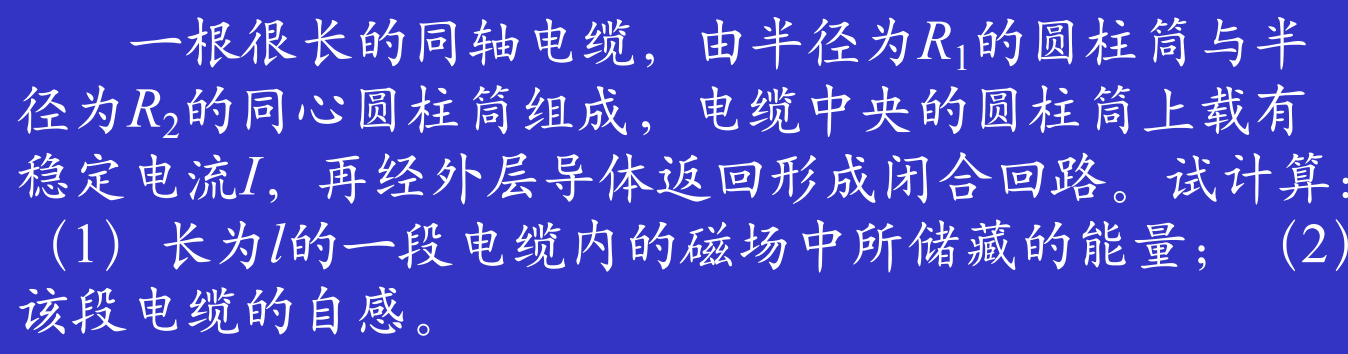 一根很长的同轴电缆，由半径为R₁的圆柱筒与半
径为R₂的同心圆柱筒组成，电缆中央的圆柱筒上载有
稳定电流I，再经外层导体返回形成闭合回路。试计算：
（1）长为l的一段电缆内的磁场中所储藏的能量；（2）
该段电缆的自感。